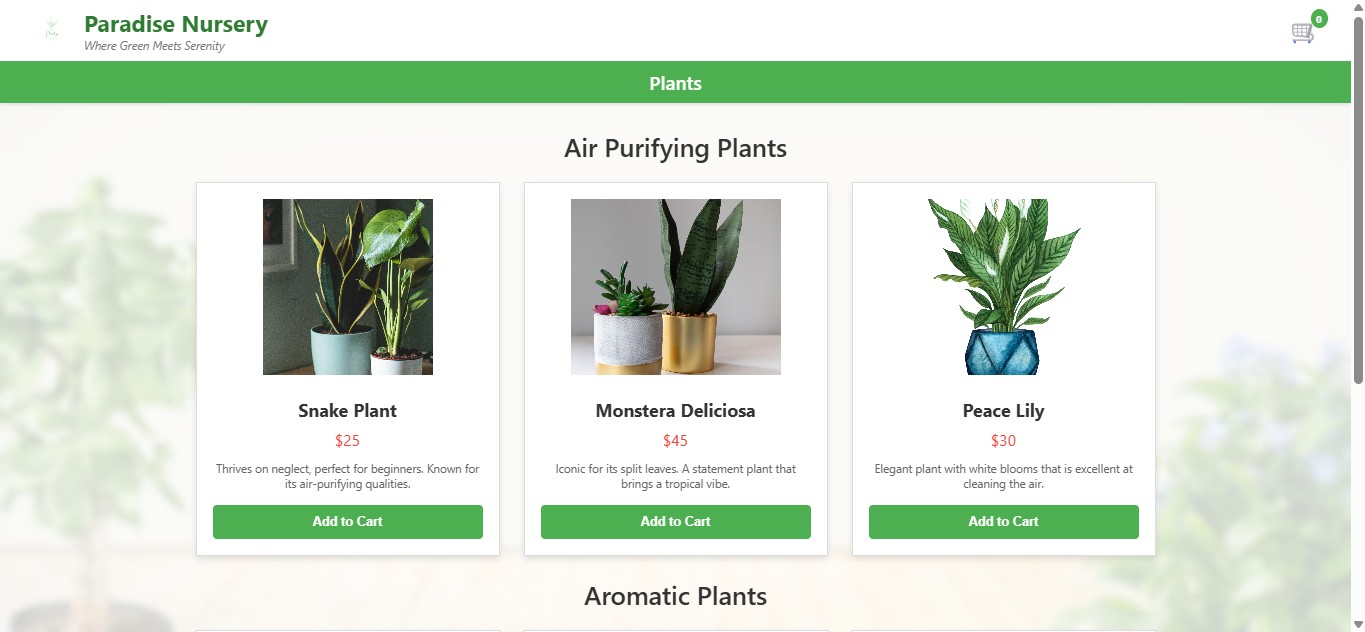 Paradise Nursery
Where Green Meets Serenity
0
Plants
Air Purifying Plants
Snake Plant
$25
Thrives on neglect, perfect for beginners. Known for
its air-purifying qualities.
Add to Cart
Monstera Deliciosa
$45
Iconic for its split leaves. A statement plant that
brings a tropical vibe.
Add to Cart
Peace Lily
$30
Elegant plant with white blooms that is excellent at
cleaning the air.
Add to Cart
Aromatic Plants